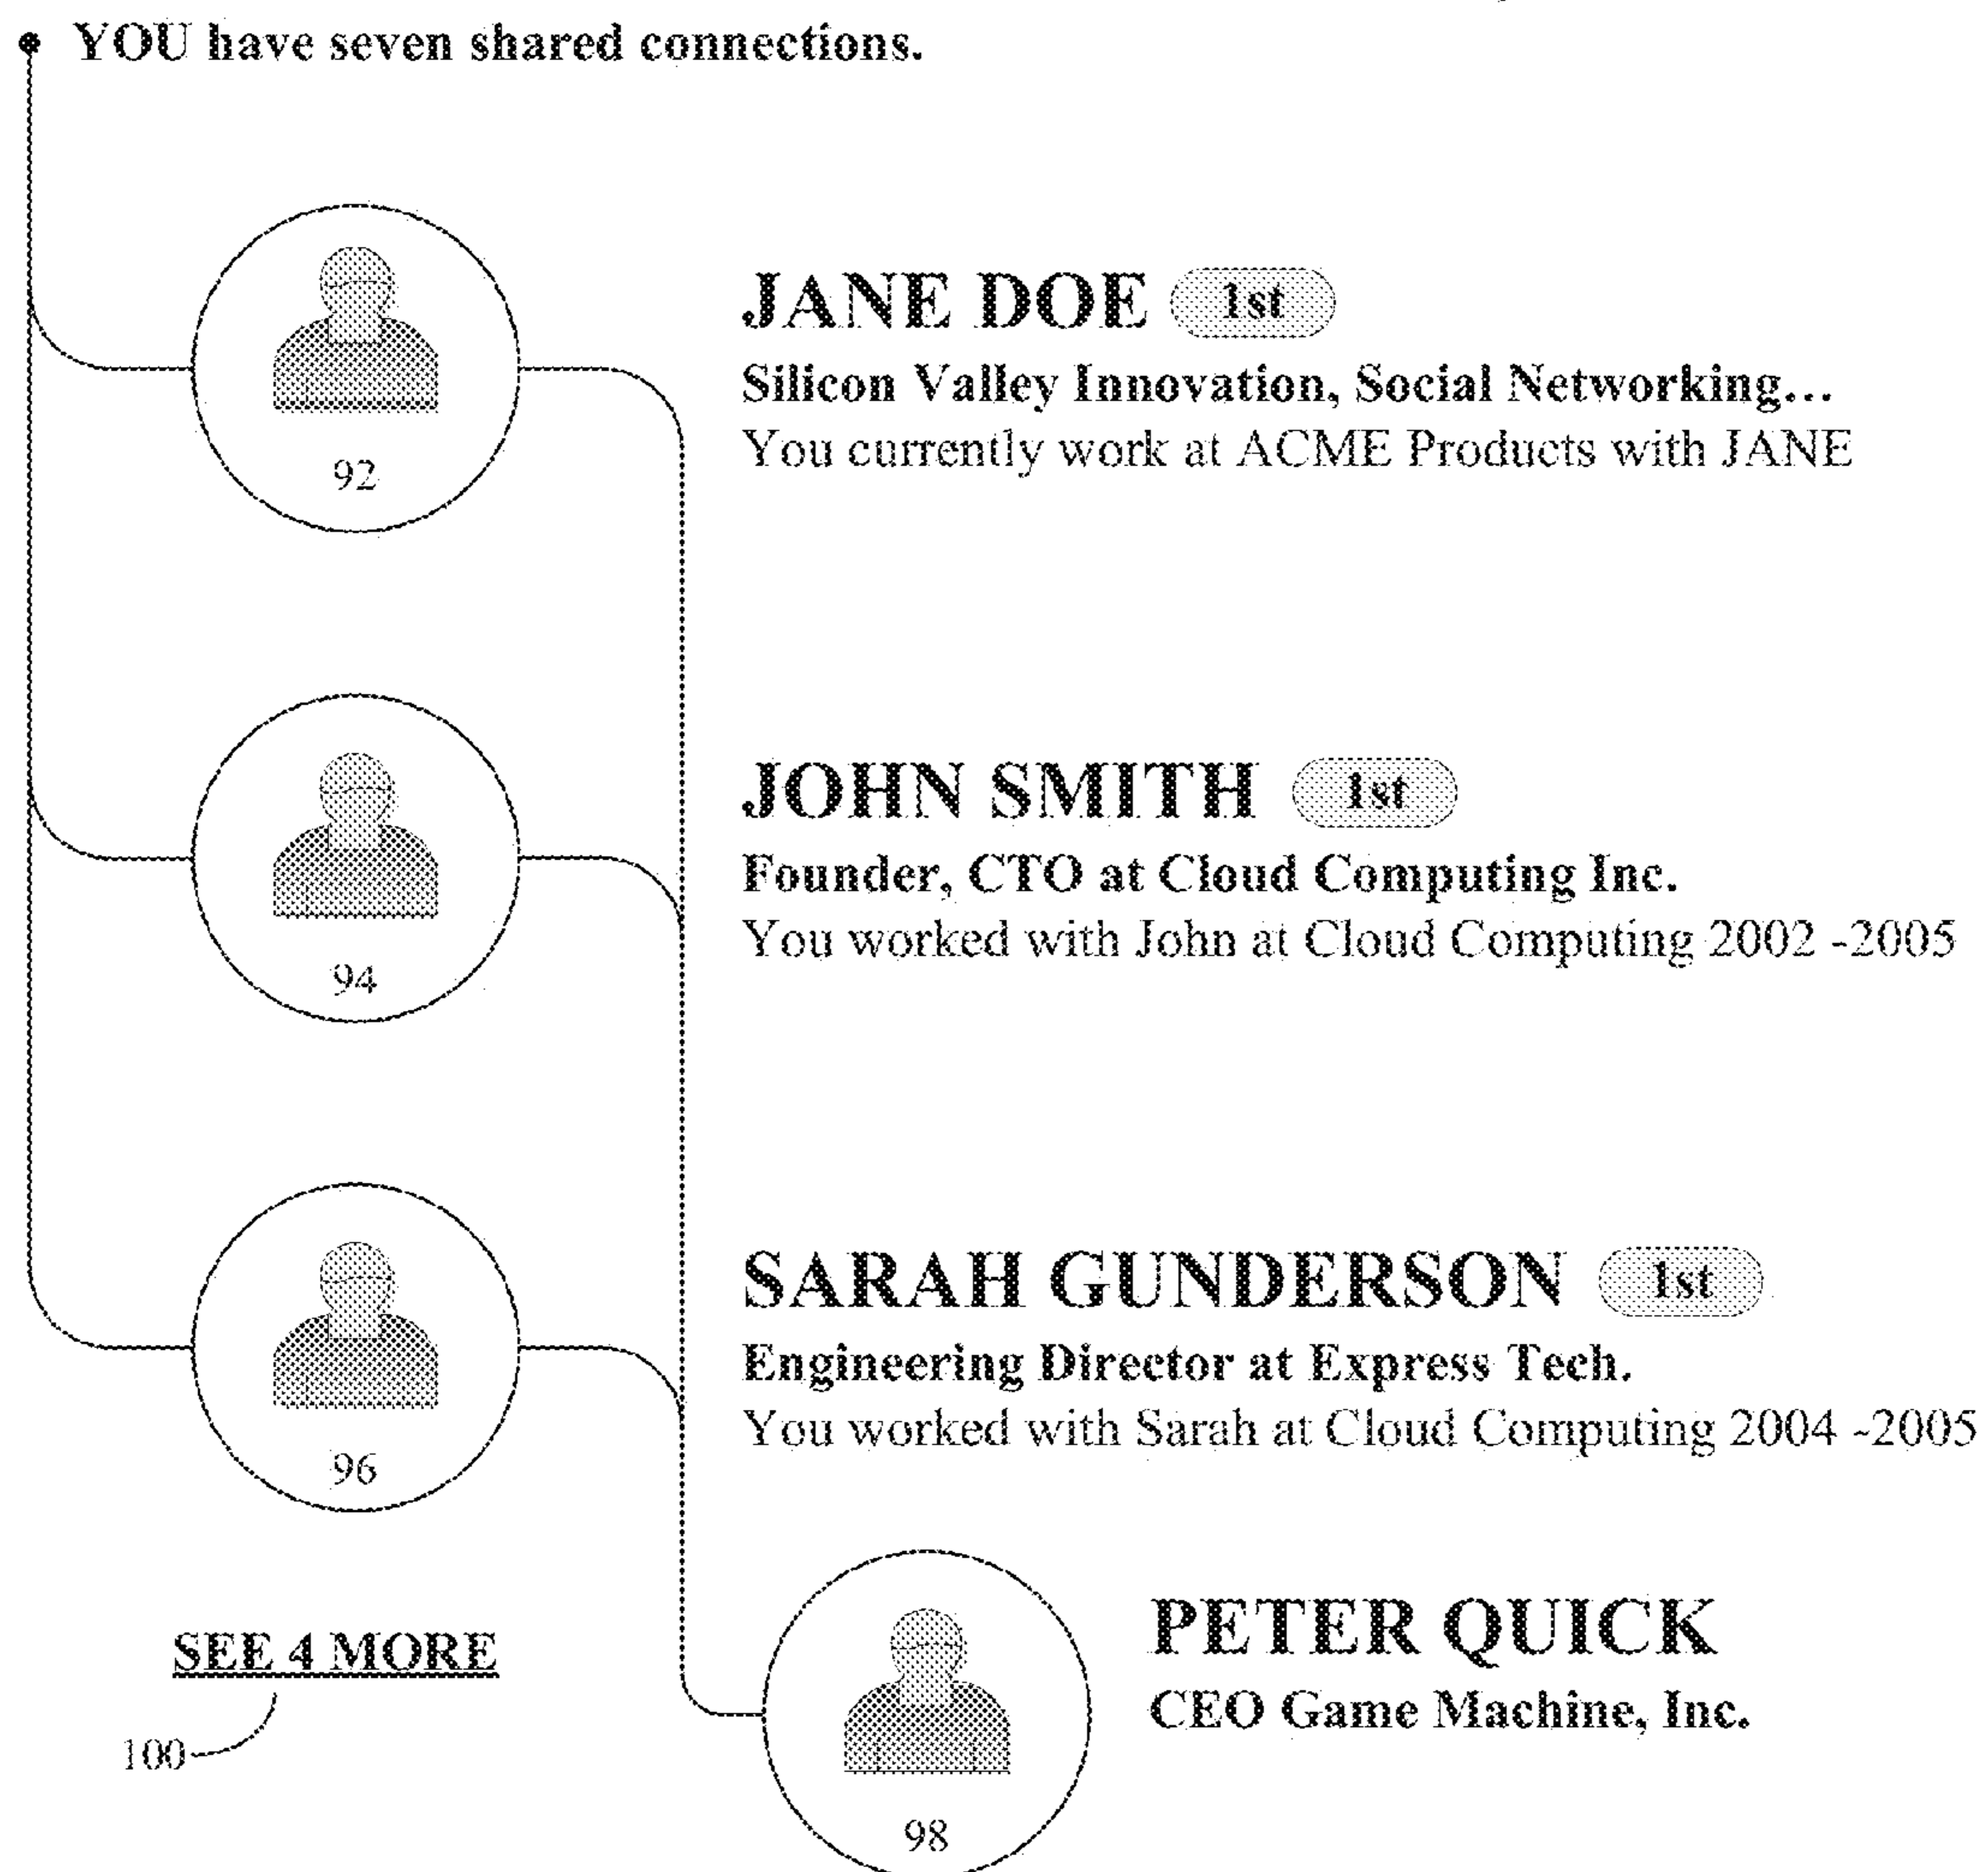 YOU have seven shared connections.
JANE DOE 1st
Silicon Valley Innovation, Social Networking...
You currently work at ACME Products with JANE
92
JOHN SMITH 1st
Founder, CTO at Cloud Computing Inc.
You worked with John at Cloud Computing 2002 -2005
94
SARAH GUNDERSON 1st
Engineering Director at Express Tech.
You worked with Sarah at Cloud Computing 2004 -2005
96
SEE 4 MORE
100
PETER QUICK
CEO Game Machine, Inc.
98